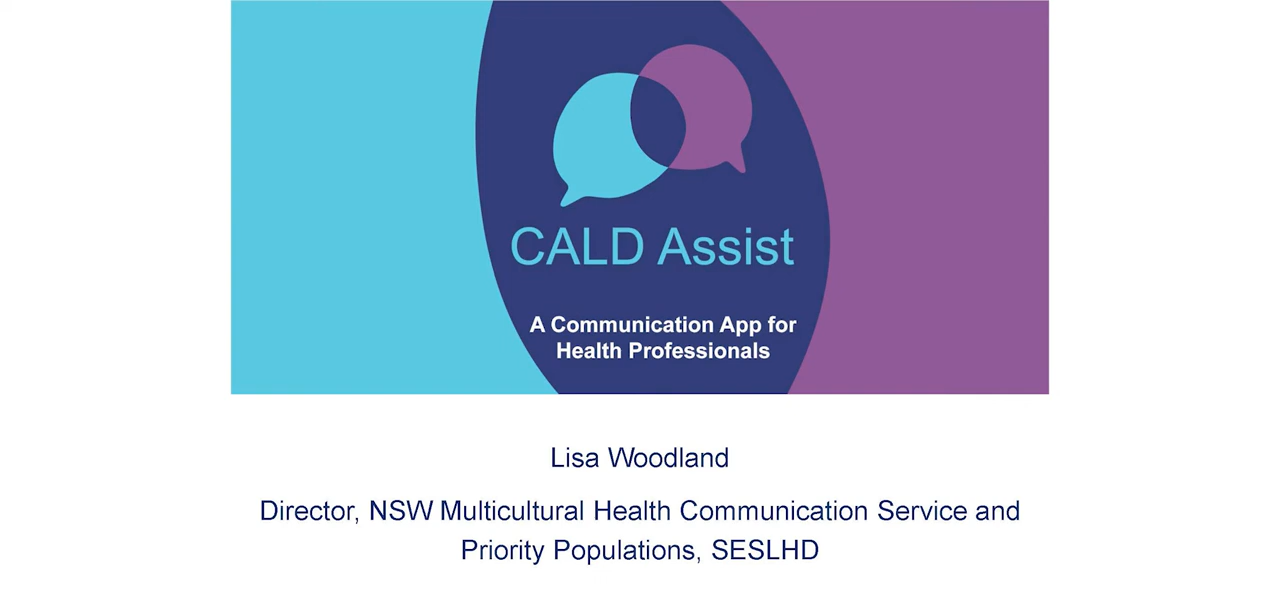 CALD Assist
A Communication App for
Health Professionals
Lisa Woodland
Director, NSW Multicultural Health Communication Service and
Priority Populations, SESLHD